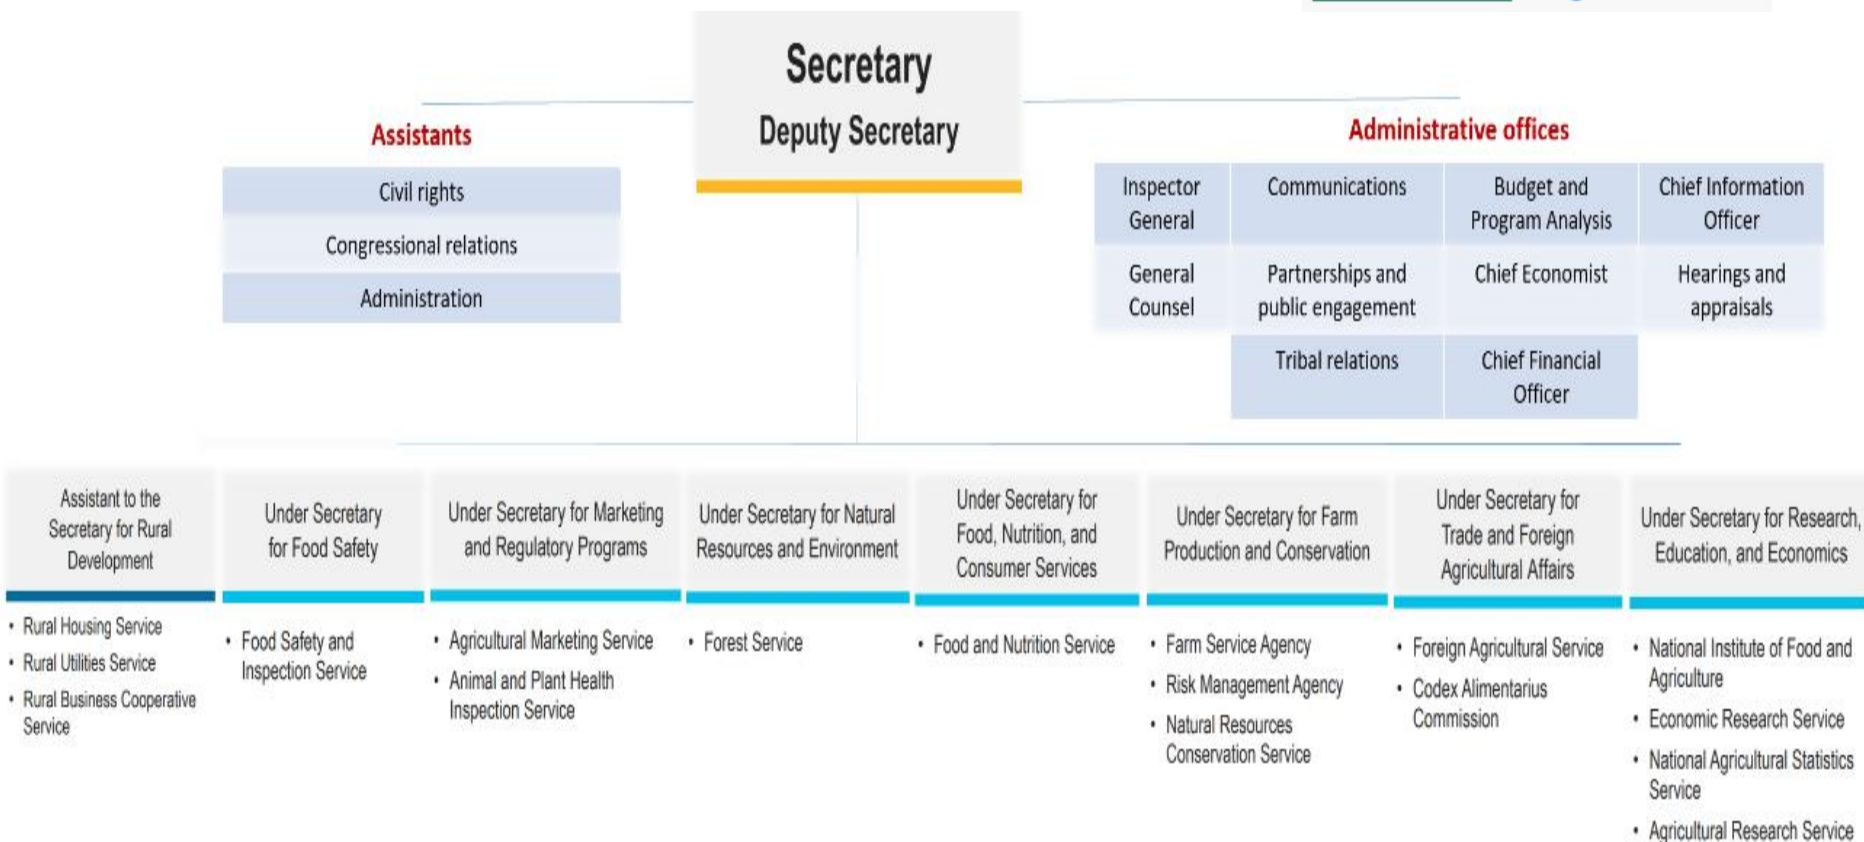 Secretary
Deputy Secretary
Assistants
Civil rights
Congressional relations
Administration
Administrative offices
Inspector
General
Communications
Budget and
Program Analysis
Chief Information
Officer
General
Counsel
Partnerships and
public engagement
Chief Economist
Hearings and
appraisals
Tribal relations
Chief Financial
Officer
Assistant to the
Secretary for Rural
Development
• Rural Housing Service
• Rural Utilities Service
• Rural Business Cooperative
Service
Under Secretary
for Food Safety
• Food Safety and
Inspection Service
Under Secretary for Marketing
and Regulatory Programs
• Agricultural Marketing Service
• Animal and Plant Health
Inspection Service
Under Secretary for Natural
Resources and Environment
• Forest Service
Under Secretary for
Food, Nutrition, and
Consumer Services
• Food and Nutrition Service
Under Secretary for Farm
Production and Conservation
• Farm Service Agency
• Risk Management Agency
• Natural Resources
Conservation Service
Under Secretary for
Trade and Foreign
Agricultural Affairs
• Foreign Agricultural Service
• Codex Alimentarius
Commission
Under Secretary for Research,
Education, and Economics
• National Institute of Food and
Agriculture
• Economic Research Service
• National Agricultural Statistics
Service
• Agricultural Research Service